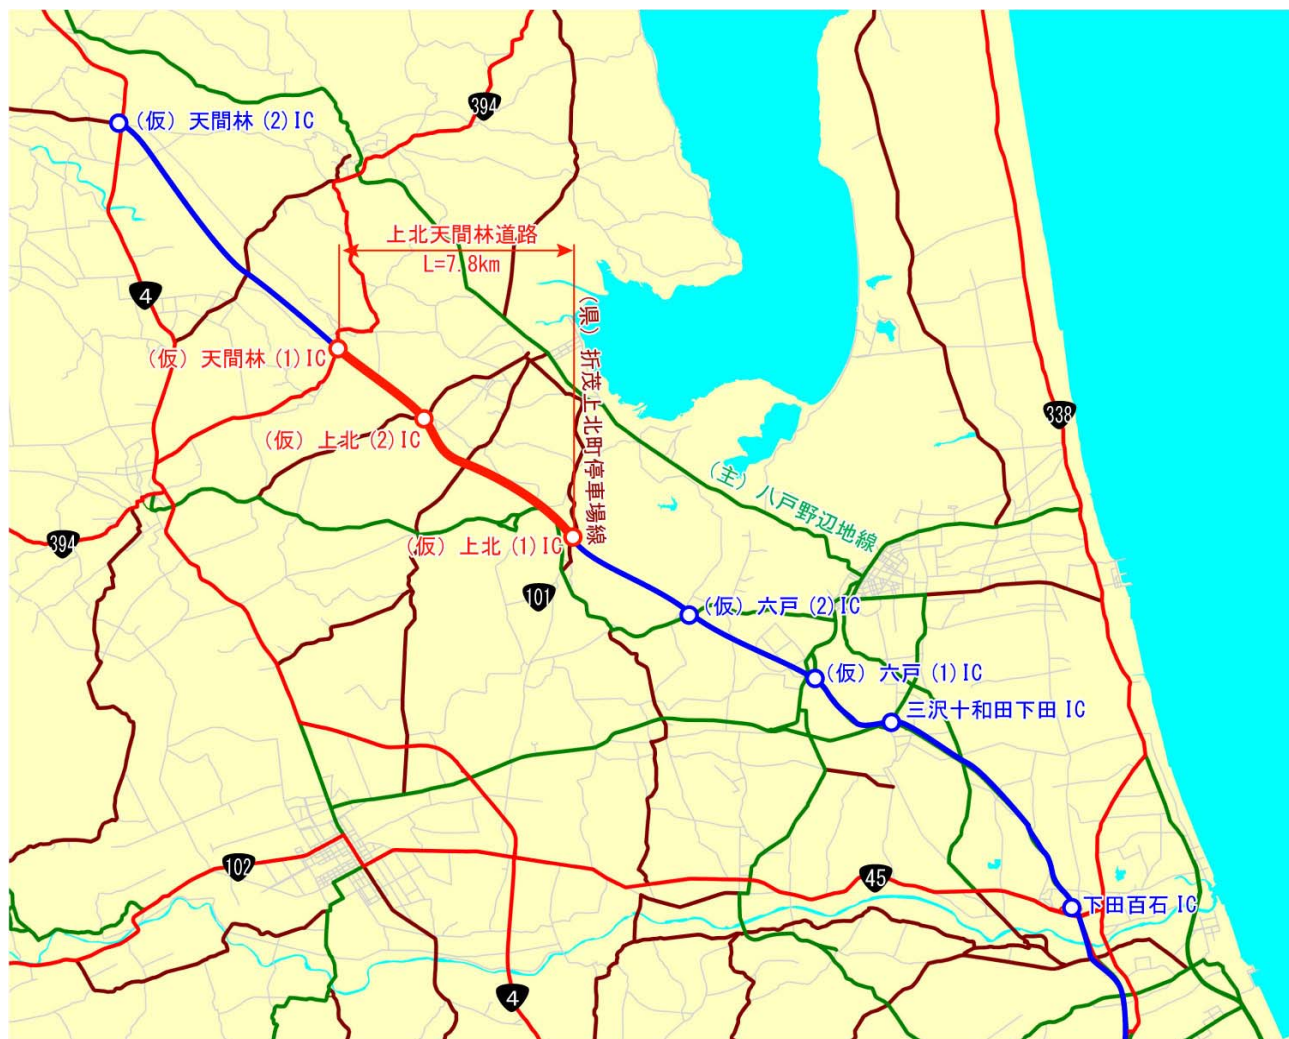 394
(仮) 天間林 (2) IC
上北天間林道路
L=7.8km
4
(県) 折茂上北町停車場線
(仮) 天間林 (1) IC
338
(仮) 上北 (2) IC
(主) 八戸野辺地線
394
(仮) 上北 (1) IC
101
(仮) 六戸 (2) IC
(仮) 六戸 (1) IC
三沢十和田下田 IC
102
45
下田百石 IC
4